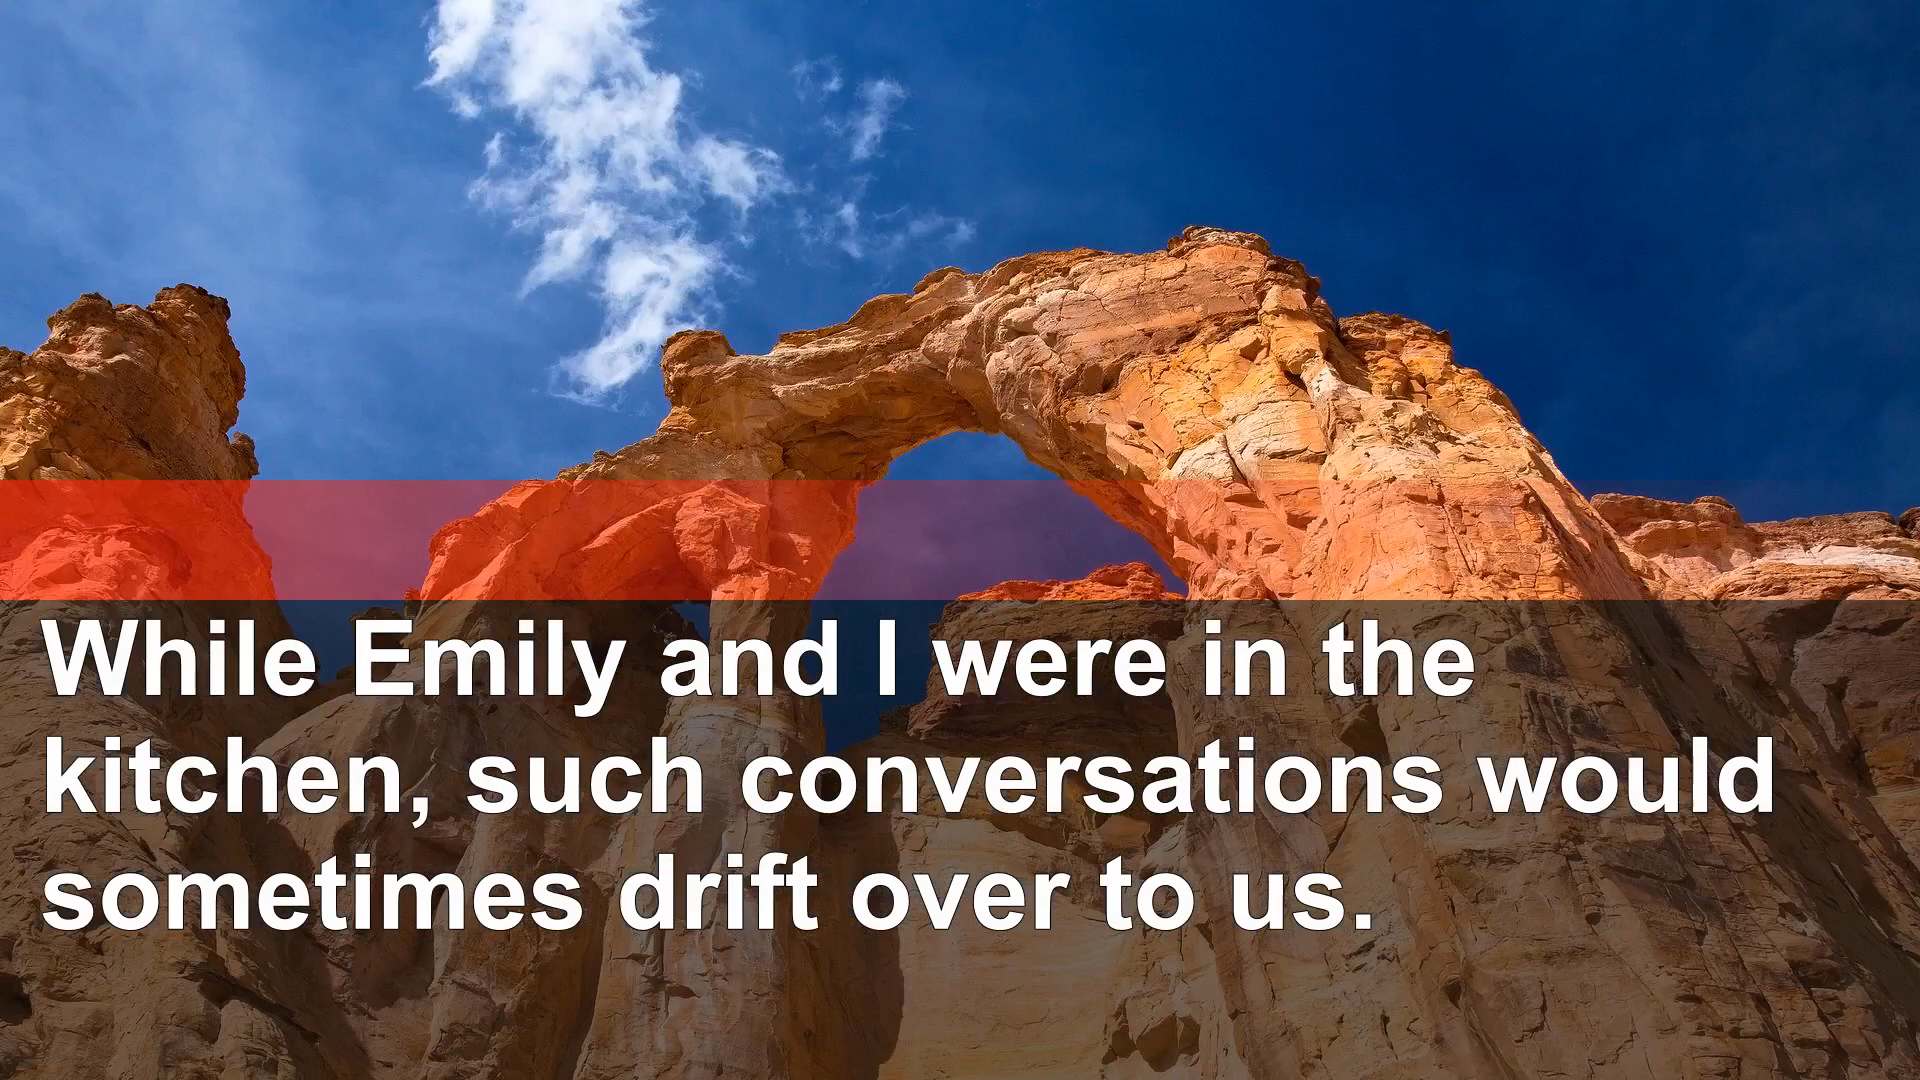 While Emily and I were in the
kitchen, such conversations would
sometimes drift over to us.